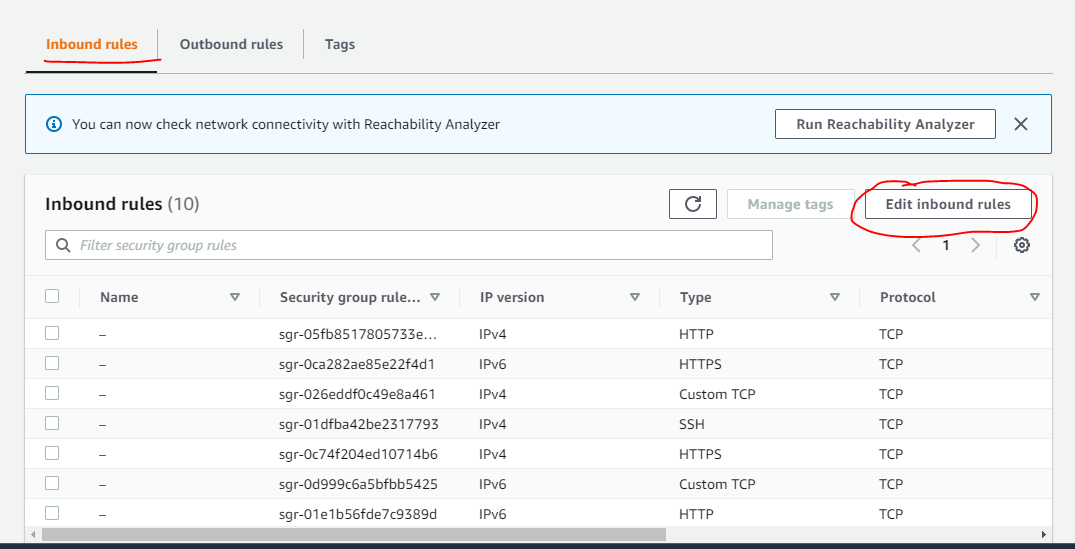 Inbound rules Outbound rules Tags
You can now check network connectivity with Reachability Analyzer Run Reachability Analyzer
Inbound rules (10) Manage tags Edit inbound rules
Filter security group rules 1
Name Security group rule... IP version Type Protocol
– sgr-05fb8517805733e... IPv4 HTTP TCP
– sgr-0ca282ae85e22f4d1 IPv6 HTTPS TCP
– sgr-026eddf0c49e8a461 IPv4 Custom TCP TCP
– sgr-01dfba42be2317793 IPv4 SSH TCP
– sgr-0c74f204ed10714b6 IPv4 HTTPS TCP
– sgr-0d999c6a5bfbb5425 IPv6 Custom TCP TCP
– sgr-01e1b56fde7c9389d IPv6 HTTP TCP